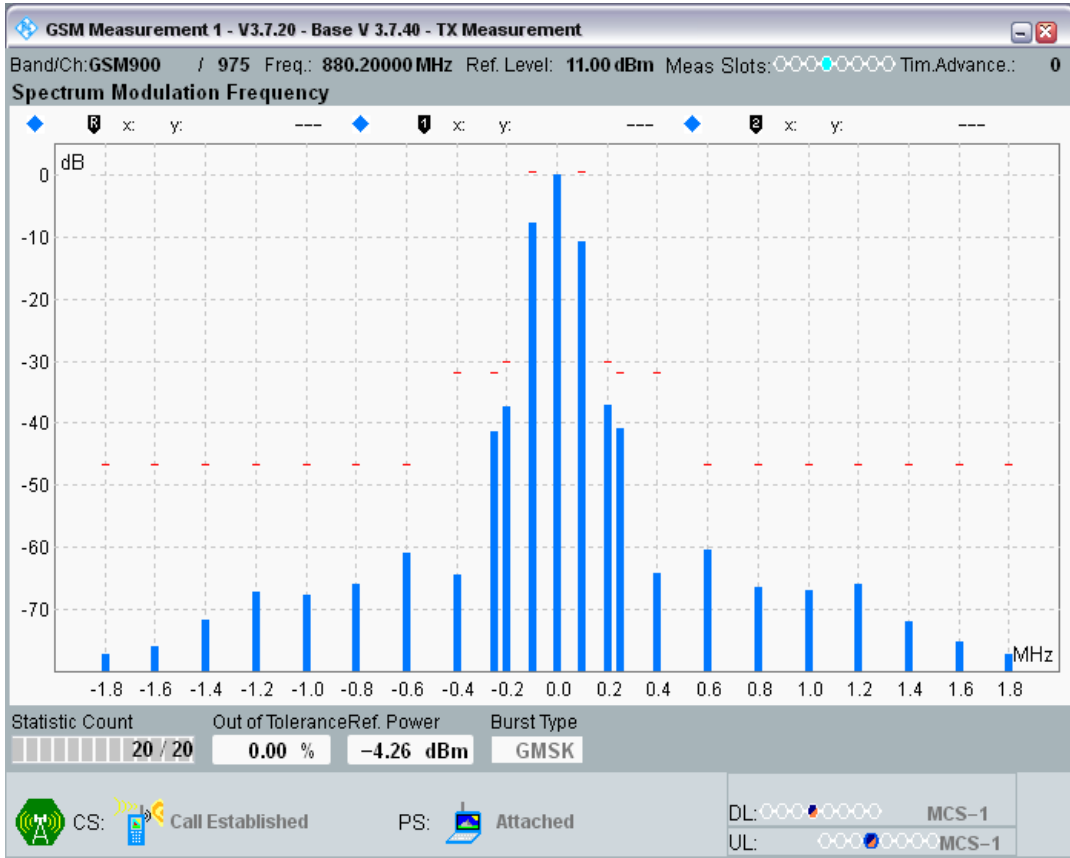 GSM Measurement 1 - V3.7.20 - Base V 3.7.40 - TX Measurement
Band/Ch:GSM900 / 975 Freq.: 880.20000 MHz Ref. Level: 11.00 dBm Meas Slots: Tim.Advance.: 0
Spectrum Modulation Frequency
R x: y: --- 1 x: y: --- 2 x: y: ---
dB
0
-10
-20
-30
-40
-50
-60
-70
MHz
-1.8 -1.6 -1.4 -1.2 -1.0 -0.8 -0.6 -0.4 -0.2 0.0 0.2 0.4 0.6 0.8 1.0 1.2 1.4 1.6 1.8
Statistic Count Out of Tolerance Ref. Power Burst Type
20 / 20 0.00 % −4.26 dBm GMSK
CS: Call Established PS: Attached
DL: MCS−1
UL: MCS−1